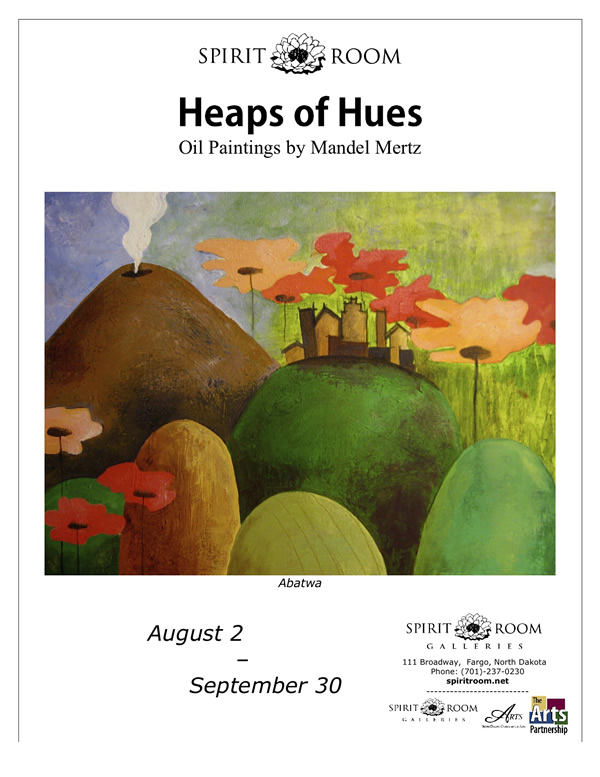 SPIRIT ROOM
Heaps of Hues
Oil Paintings by Mandel Mertz
Abatwa
August 2
–
September 30
SPIRIT ROOM
GALLERIES
111 Broadway, Fargo, North Dakota
Phone: (701)-237-0230
spiritroom.net
----------------------------
SPIRIT ROOM
GALLERIES
ARTS
The
Arts
Partnership